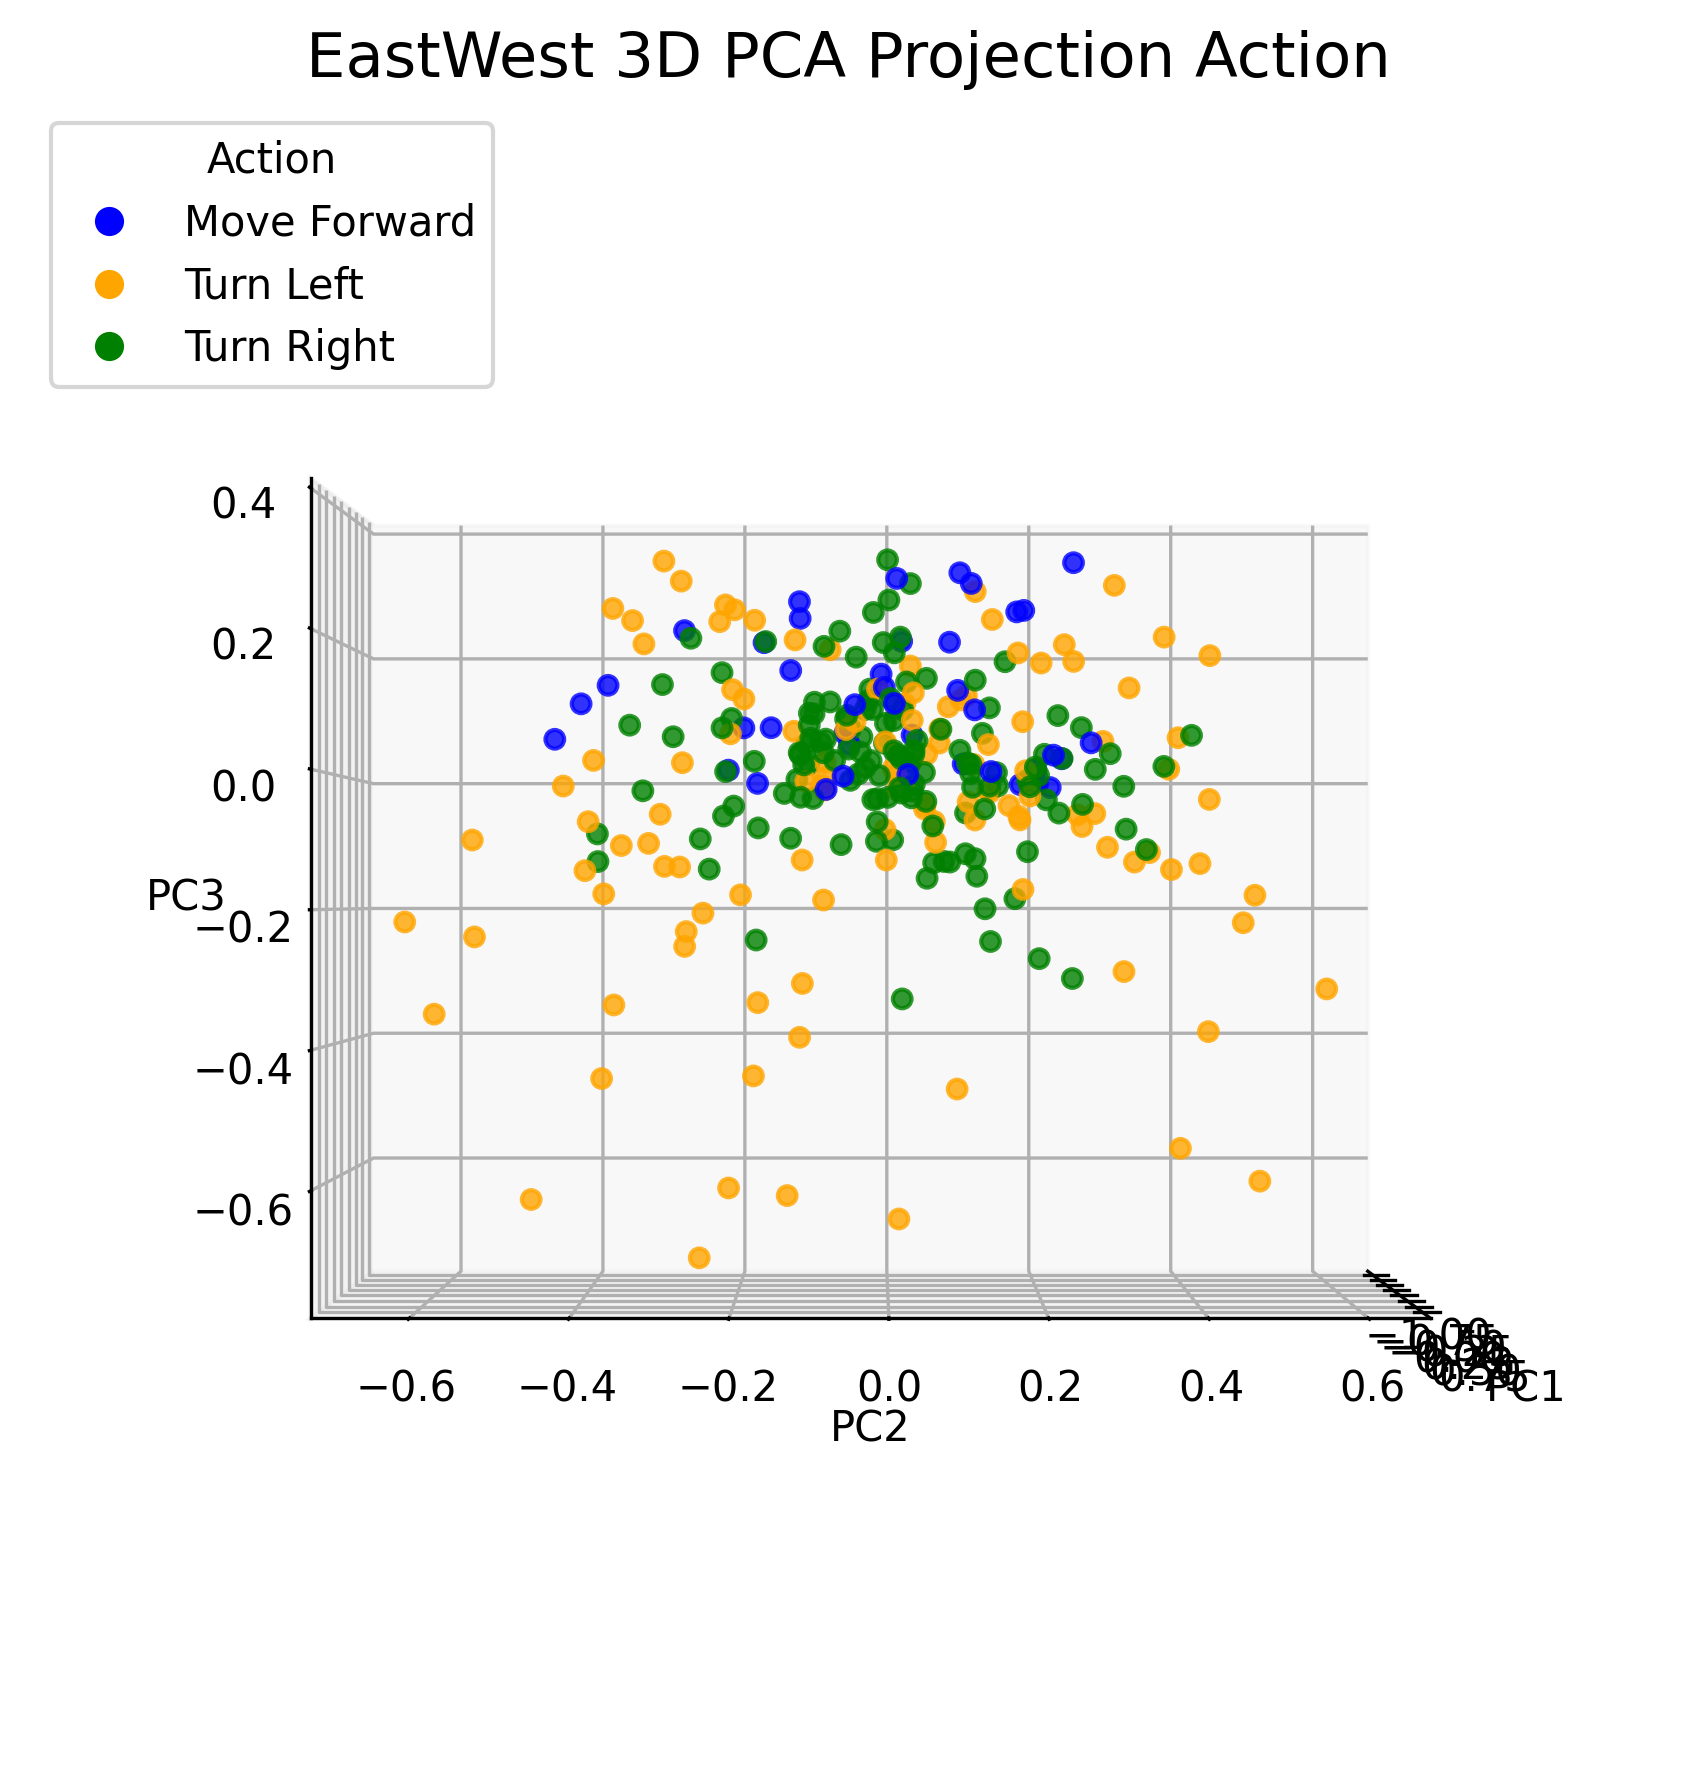 EastWest 3D PCA Projection Action
Action
Move Forward
Turn Left
Turn Right
0.4
0.2
0.0
PC3
−0.2
−0.4
−0.6
−0.6
−0.4
−0.2
0.0
0.2
0.4
0.6
PC2
PC1